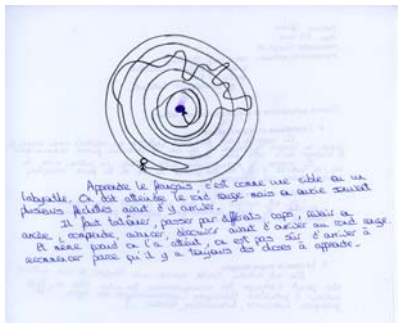 Apprendre le français, c'est comme une cible ou un
labyrinthe. On doit atteindre le rond rouge mais on envoie souvent
plusieurs fléchettes avant d'y arriver.
Il faut tatônner, passer par différents caps, revenir en
arrière, comprendre, avancer, découvrir avant d'arriver au rond rouge.
Et même quand on l'a atteint, on est pas sûr d'arriver à
recommencer parce qu'il y a toujours des choses à apprendre.